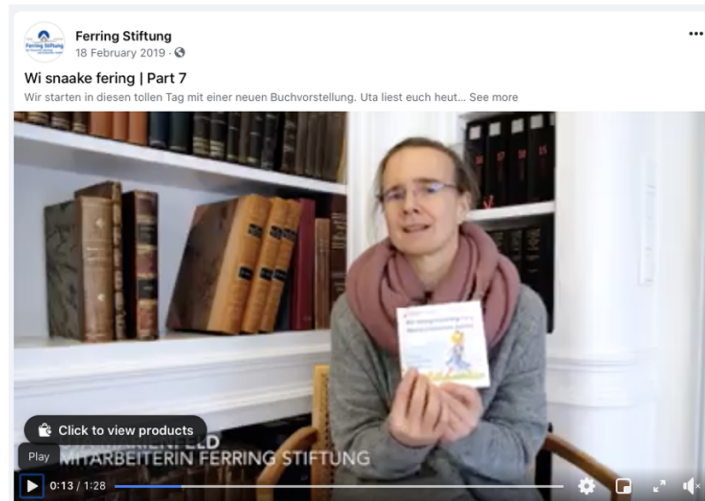 Ferring Stiftung
18 February 2019
Wi snaake fering | Part 7
Wir starten in diesen tollen Tag mit einer neuen Buchvorstellung. Uta liest euch heut... See more
Click to view products
Play
MITARBEITERIN FERRING STIFTUNG
0:13 / 1:28